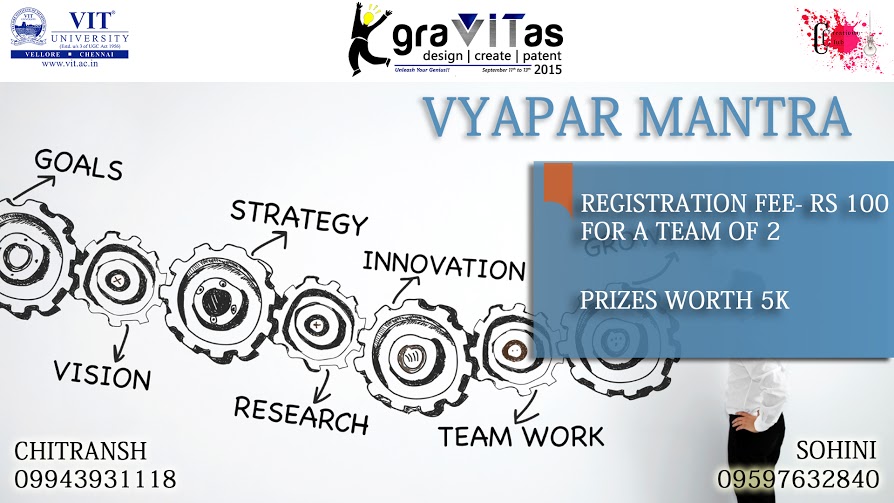 VIT
UNIVERSITY
(Estd. u/s 3 of UGC Act 1956)
VELLORE • CHENNAI
www.vit.ac.in
graVITas
design | create | patent
Unleash Your Genius!!
September 11th to 13th 2015
VYAPAR MANTRA
REGISTRATION FEE- RS 100
FOR A TEAM OF 2
PRIZES WORTH 5K
GOALS
STRATEGY
INNOVATION
VISION
RESEARCH
TEAM WORK
CHITRANSH
09943931118
SOHINI
09597632840